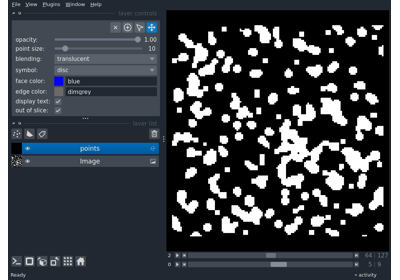 File View Plugins Window Help
layer controls
opacity: 1.00
point size: 10
blending: translucent
symbol: disc
face color: blue
edge color: dimgrey
display text:
out of slice:
layer list
points
Image
2 64 127
0 5 9
Ready activity